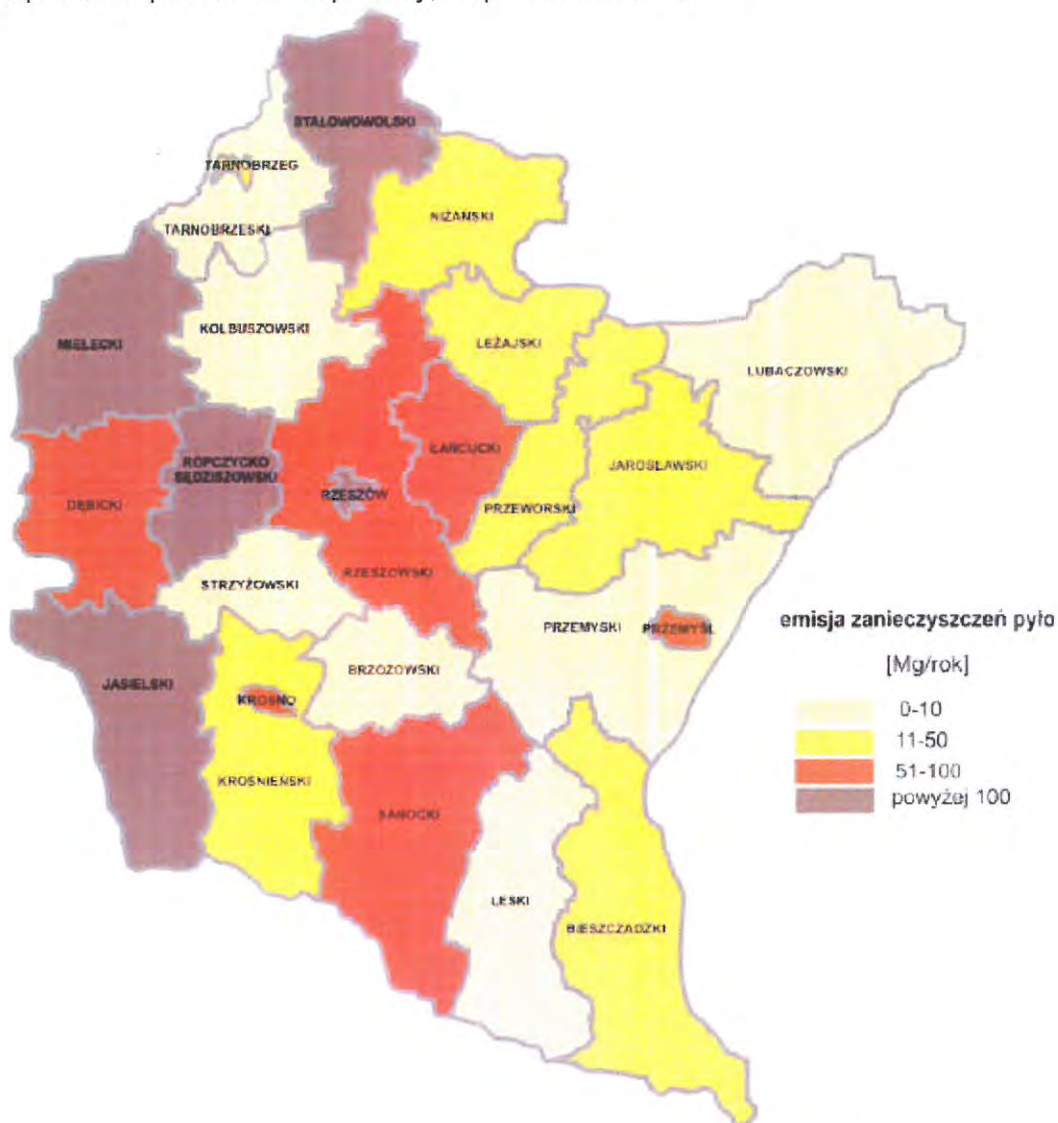 STALOWOWOLSKI
TARNOBRZEG
NIŻAŃSKI
TARNOBRZESKI
KOLBUSZOWSKI
MIELECKI
LEŻAJSKI
LUBACZOWSKI
ROPCZYCKO
SĘDZISZOWSKI
ŁAŃCUCKI
JAROSŁAWSKI
DĘBICKI
RZESZÓW
PRZEWORSKI
RZESZOWSKI
STRZYŻOWSKI
PRZEMYSKI
PRZEMYŚL
emisja zanieczyszczeń pyło
[Mg/rok]
0-10
11-50
51-100
powyżej 100
BRZOZOWSKI
JASIELSKI
KROSNO
KROŚNIEŃSKI
SANOCKI
LESKI
BIESZCZADZKI